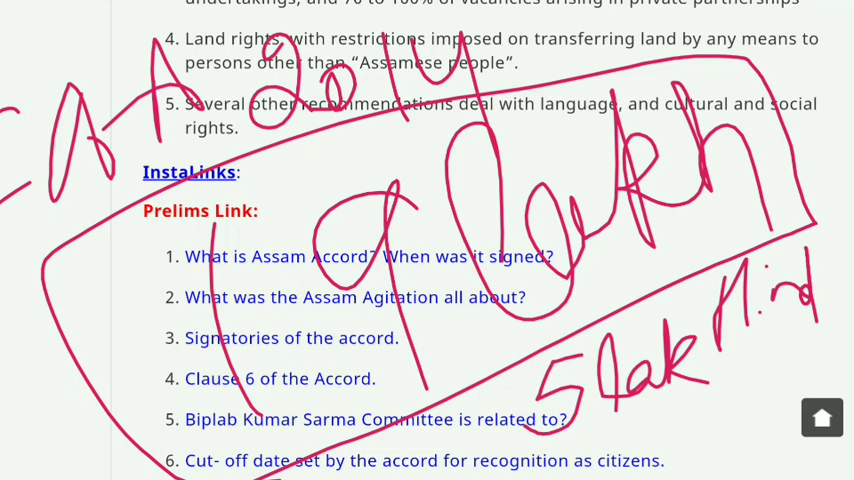 undertakings, and 70 to 100% of vacancies arising in private partnerships
4. Land rights, with restrictions imposed on transferring land by any means to
persons other than “Assamese people”.
5. Several other recommendations deal with language, and cultural and social
rights.
InstaLinks:
Prelims Link:
1. What is Assam Accord? When was it signed?
2. What was the Assam Agitation all about?
3. Signatories of the accord.
4. Clause 6 of the Accord.
5. Biplab Kumar Sarma Committee is related to?
6. Cut- off date set by the accord for recognition as citizens.